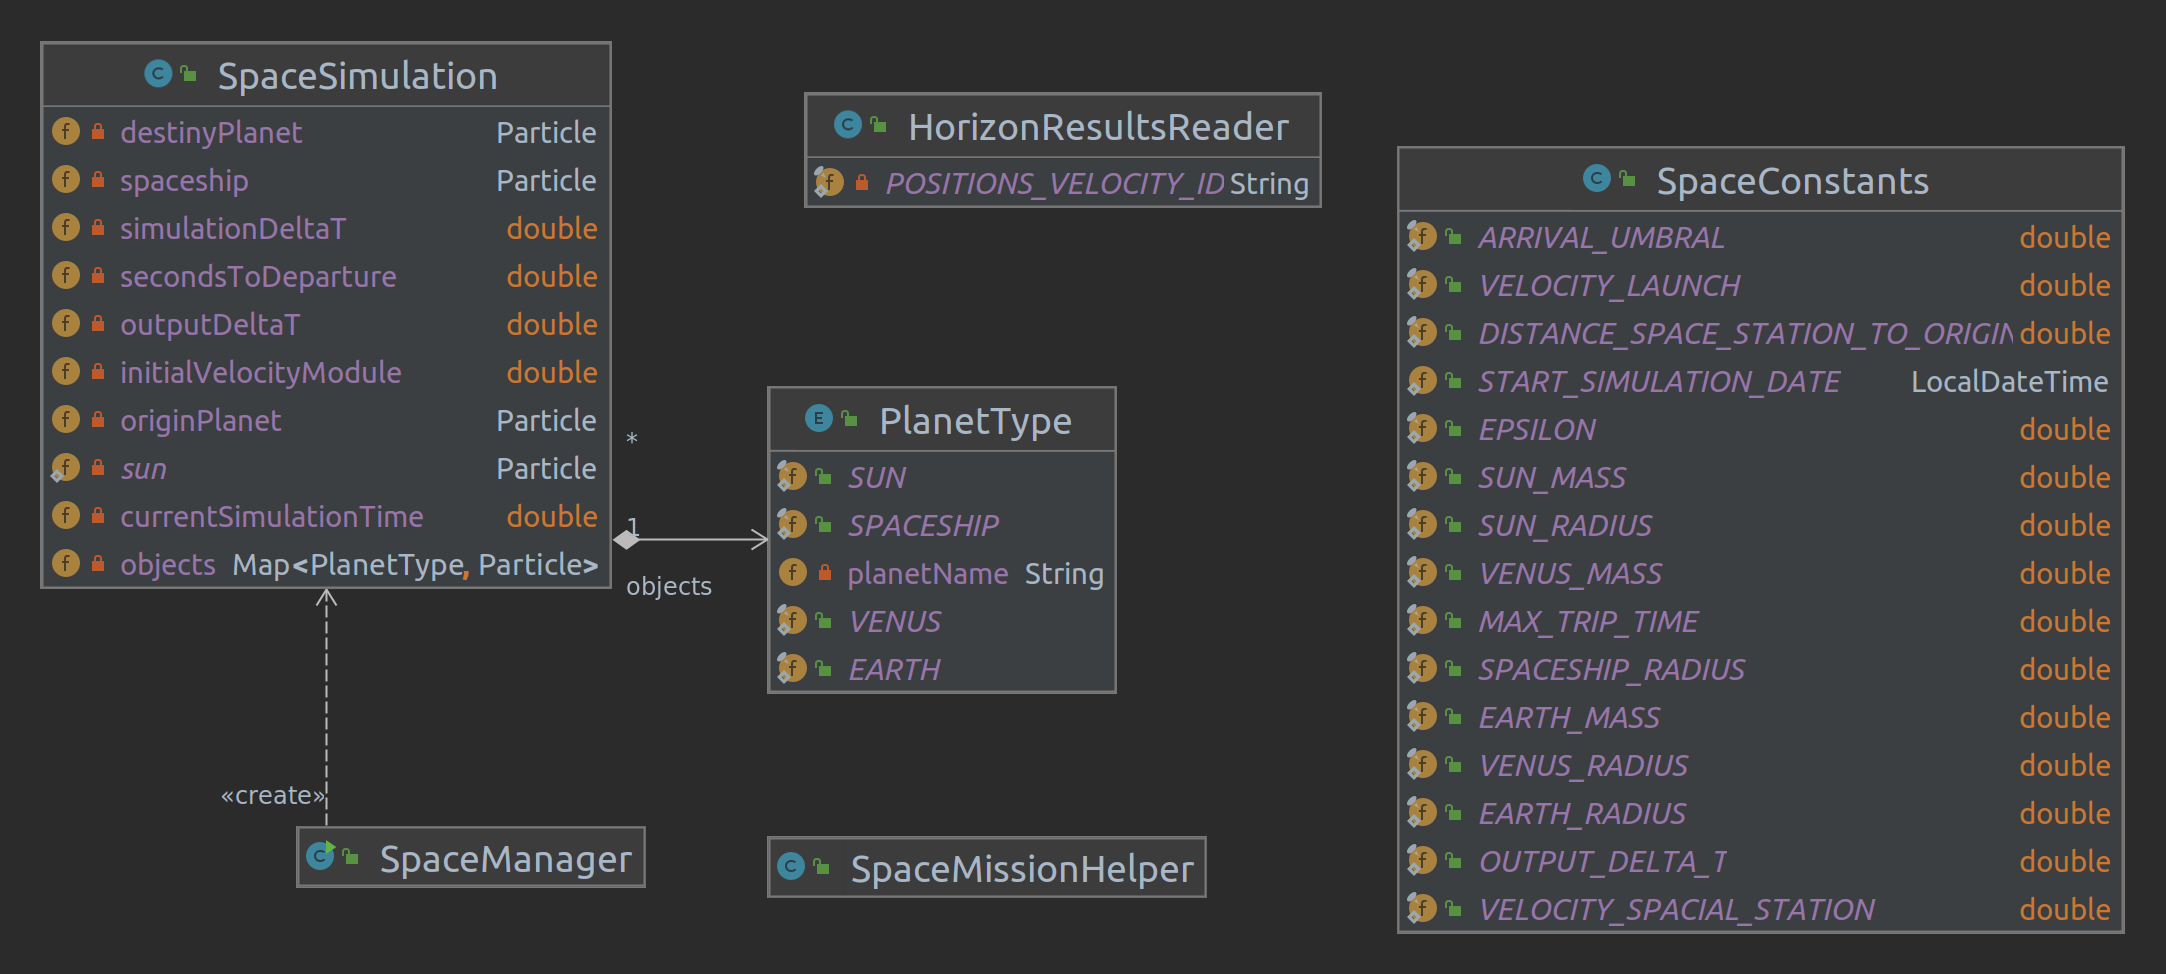 SpaceSimulation
destinyPlanet Particle
spaceship Particle
simulationDeltaT double
secondsToDeparture double
outputDeltaT double
initialVelocityModule double
originPlanet Particle
sun Particle
currentSimulationTime double
objects Map<PlanetType, Particle>
*
1
objects
«create»
SpaceManager
HorizonResultsReader
POSITIONS_VELOCITY_ID String
PlanetType
SUN
SPACESHIP
planetName String
VENUS
EARTH
SpaceMissionHelper
SpaceConstants
ARRIVAL_UMBRAL double
VELOCITY_LAUNCH double
DISTANCE_SPACE_STATION_TO_ORIGIN double
START_SIMULATION_DATE LocalDateTime
EPSILON double
SUN_MASS double
SUN_RADIUS double
VENUS_MASS double
MAX_TRIP_TIME double
SPACESHIP_RADIUS double
EARTH_MASS double
VENUS_RADIUS double
EARTH_RADIUS double
OUTPUT_DELTA_T double
VELOCITY_SPACIAL_STATION double